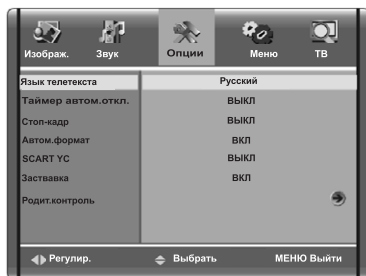 Изображ. Звук Опции Меню ТВ
Язык телетекста Русский
Таймер автом.откл. ВЫКЛ
Стоп-кадр ВЫКЛ
Автом.формат ВКЛ
SCART YC ВЫКЛ
Заствавка ВКЛ
Родит.контроль
Регулир. Выбрать МЕНЮ Выйти